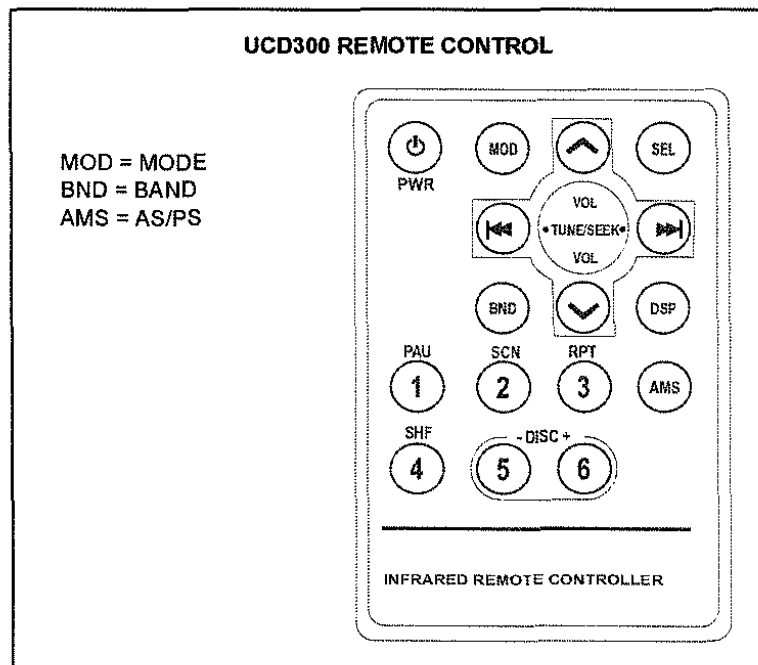 UCD300 REMOTE CONTROL
MOD = MODE
BND = BAND
AMS = AS/PS
MOD
SEL
PWR
VOL
•TUNE/SEEK•
VOL
BND
DSP
PAU SCN RPT
1 2 3 AMS
SHF - DISC +
4 5 6
INFRARED REMOTE CONTROLLER